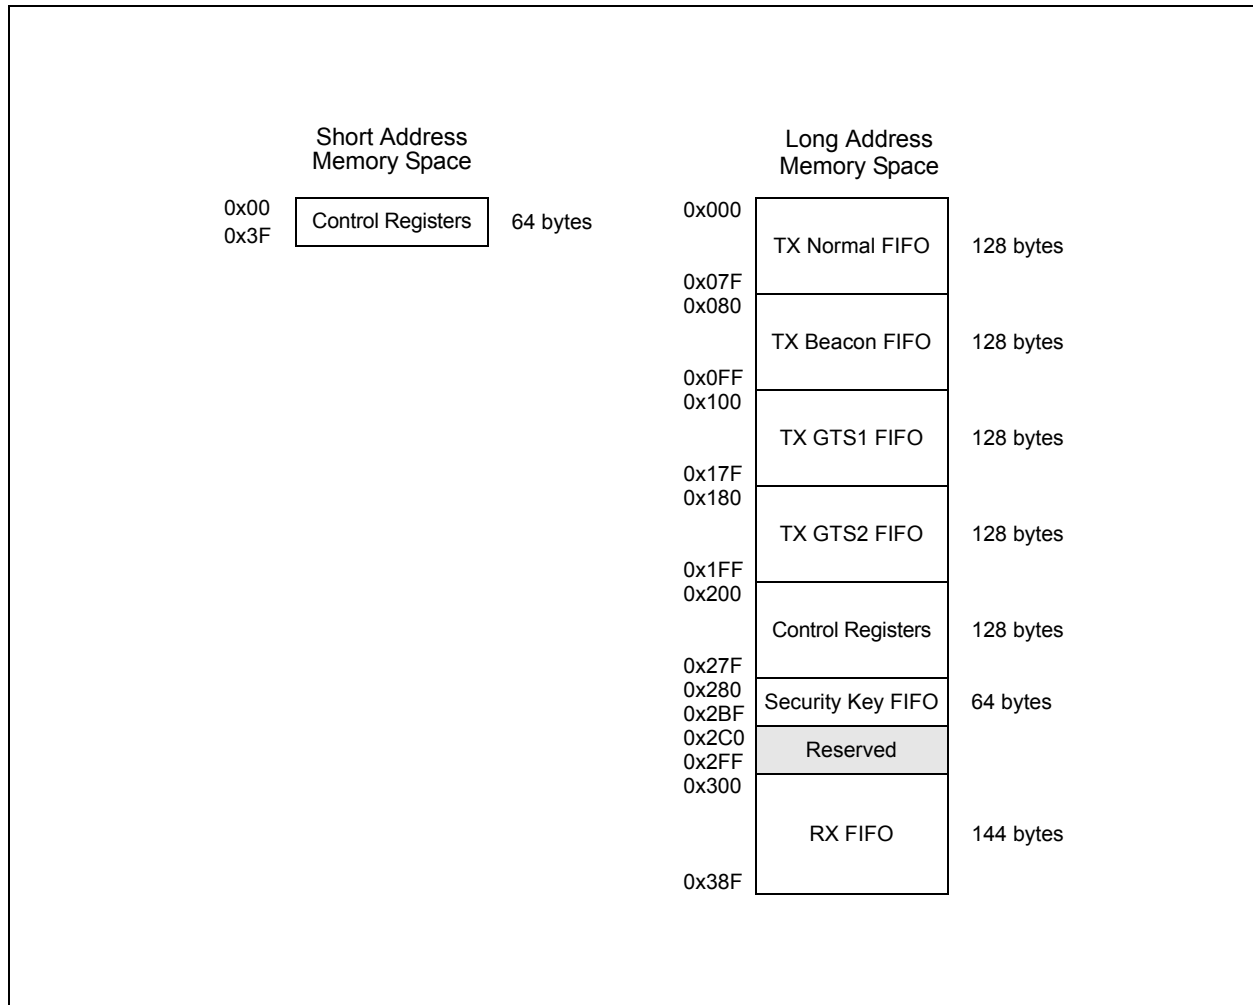 Short Address
Memory Space
0x00
Control Registers
64 bytes
0x3F
Long Address
Memory Space
0x000
TX Normal FIFO
128 bytes
0x07F
0x080
TX Beacon FIFO
128 bytes
0x0FF
0x100
TX GTS1 FIFO
128 bytes
0x17F
0x180
TX GTS2 FIFO
128 bytes
0x1FF
0x200
Control Registers
128 bytes
0x27F
0x280
Security Key FIFO
64 bytes
0x2BF
0x2C0
Reserved
0x2FF
0x300
RX FIFO
144 bytes
0x38F